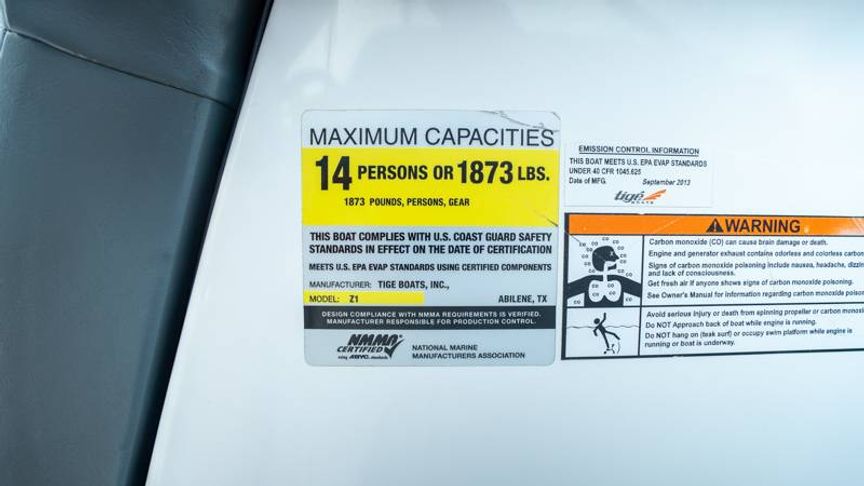 MAXIMUM CAPACITIES
14 PERSONS OR 1873 LBS.
1873 POUNDS, PERSONS, GEAR
THIS BOAT COMPLIES WITH U.S. COAST GUARD SAFETY
STANDARDS IN EFFECT ON THE DATE OF CERTIFICATION
MEETS U.S. EPA EVAP STANDARDS USING CERTIFIED COMPONENTS
MANUFACTURER: TIGE BOATS, INC.,
MODEL: Z1 ABILENE, TX
DESIGN COMPLIANCE WITH NMMA REQUIREMENTS IS VERIFIED.
MANUFACTURER RESPONSIBLE FOR PRODUCTION CONTROL.
NMMA
CERTIFIED
using ABYC standards
NATIONAL MARINE
MANUFACTURERS ASSOCIATION
EMISSION CONTROL INFORMATION
THIS BOAT MEETS U.S. EPA EVAP STANDARDS
UNDER 40 CFR 1045.625
Date of MFG. September 2013
tigé
BOATS
WARNING
Carbon monoxide (CO) can cause brain damage or death.
Engine and generator exhaust contains odorless and colorless carbon
Signs of carbon monoxide poisoning include nausea, headache,
and lack of consciousness.
Get fresh air if anyone shows signs of carbon monoxide poisoning.
See Owner's Manual for information regarding carbon monoxide
Avoid serious injury or death from spinning propeller or carbon
Do NOT Approach back of boat while engine is running.
Do NOT hang on (teak surf) or occupy swim platform while engine is
running or boat is underway.